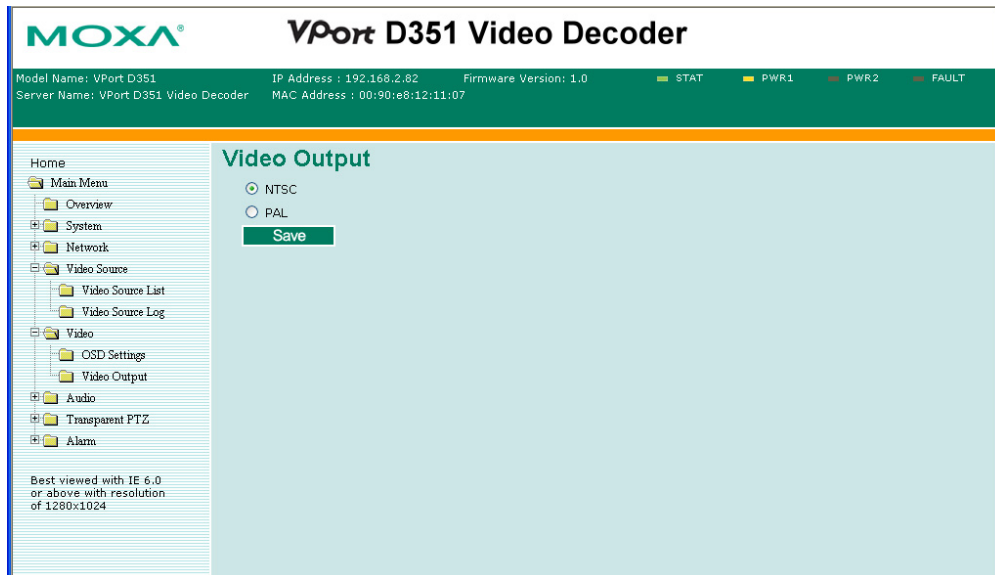 MOXA®
VPort D351 Video Decoder
Model Name: VPort D351
IP Address : 192.168.2.82
Firmware Version: 1.0
STAT
PWR1
PWR2
FAULT
Server Name: VPort D351 Video Decoder
MAC Address : 00:90:e8:12:11:07
Home
Main Menu
Overview
System
Network
Video Source
Video Source List
Video Source Log
Video
OSD Settings
Video Output
Audio
Transparent PTZ
Alarm
Best viewed with IE 6.0
or above with resolution
of 1280x1024
Video Output
NTSC
PAL
Save